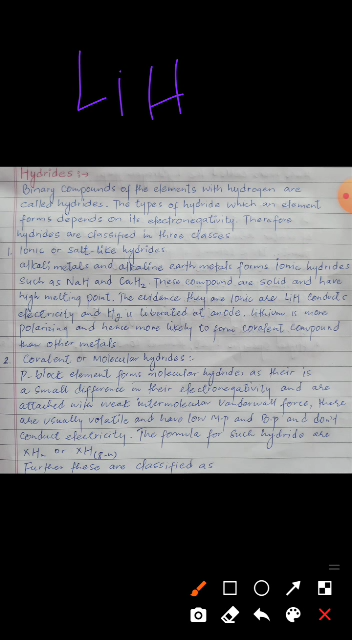 LiH
Hydrides :→
Binary compounds of the elements with hydrogen are
called hydrides. The types of hydride which an element
forms depends on its electronegativity. Therefore
hydrides are classified in three classes
1. Ionic or salt-like hydrides
alkali metals and alkaline earth metals forms ionic hydrides
such as NaH and CaH2. These compound are solid and have
high melting point. The evidence they are ionic are LiH conducts
electricity and H2 is liberated at anode. Lithium is more
polarizing and hence more likely to form covalent compound
than other metals.
2. Covalent or Molecular hydrides :-
P-block element forms molecular hydrides as their is
a small difference in their electronegativity and are
attached with weak intermolecular vanderwall force, these
are usually volatile and have low M.p and B.p and don't
conduct electricity. The formula for such hydride are
XHn or XH(8-n)
Further these are classified as